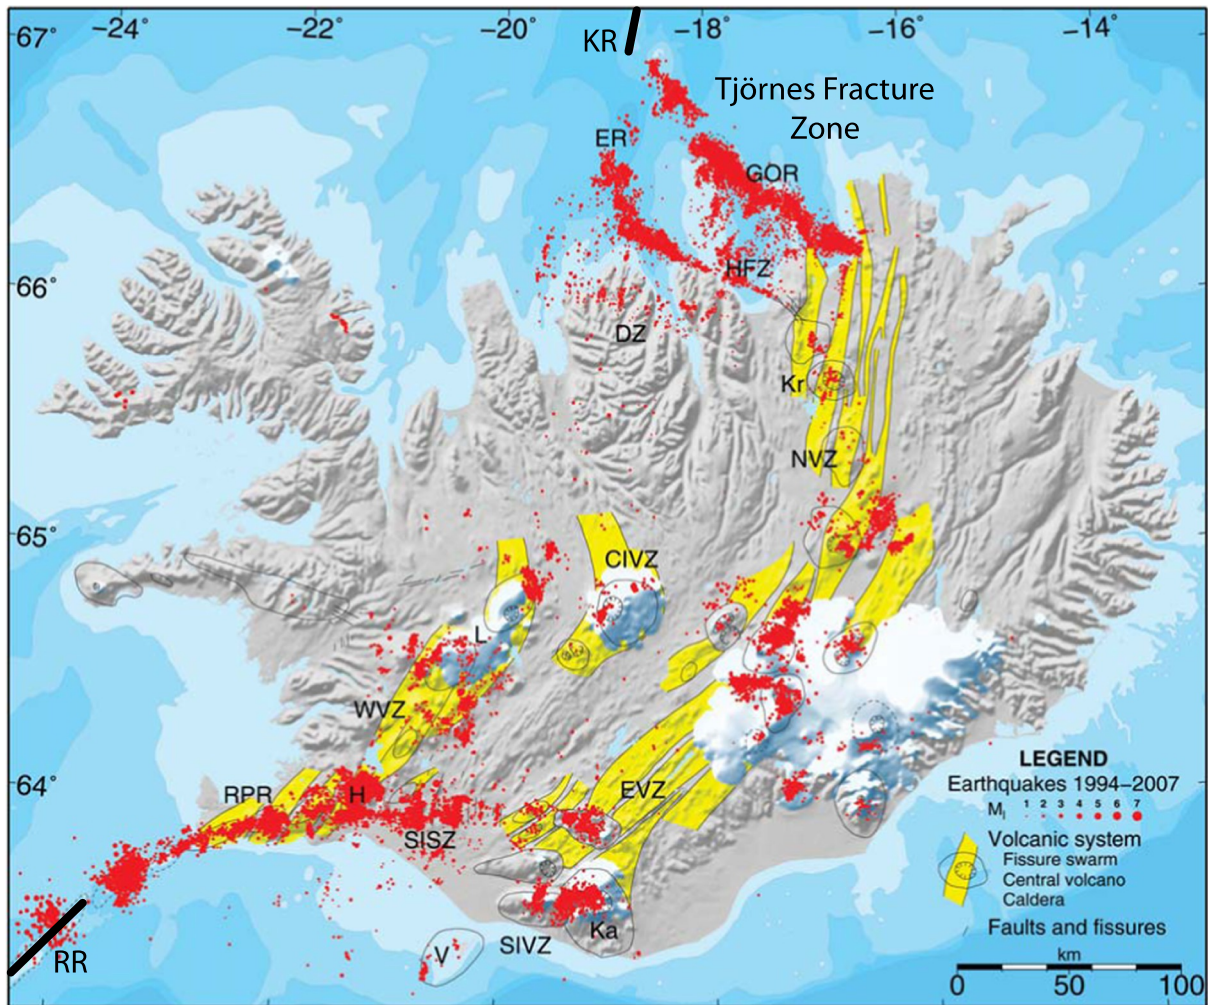 −24°
−22°
−20°
−18°
−16°
−14°
67°
KR
Tjörnes Fracture
Zone
ER
GOR
66°
HFZ
DZ
Kr
NVZ
65°
CIVZ
L
WVZ
64°
RPR
H
EVZ
SISZ
Ka
SIVZ
V
RR
LEGEND
Earthquakes 1994–2007
Ml 1 2 3 4 5 6 7
Volcanic system
Fissure swarm
Central volcano
Caldera
Faults and fissures
km
0 50 100